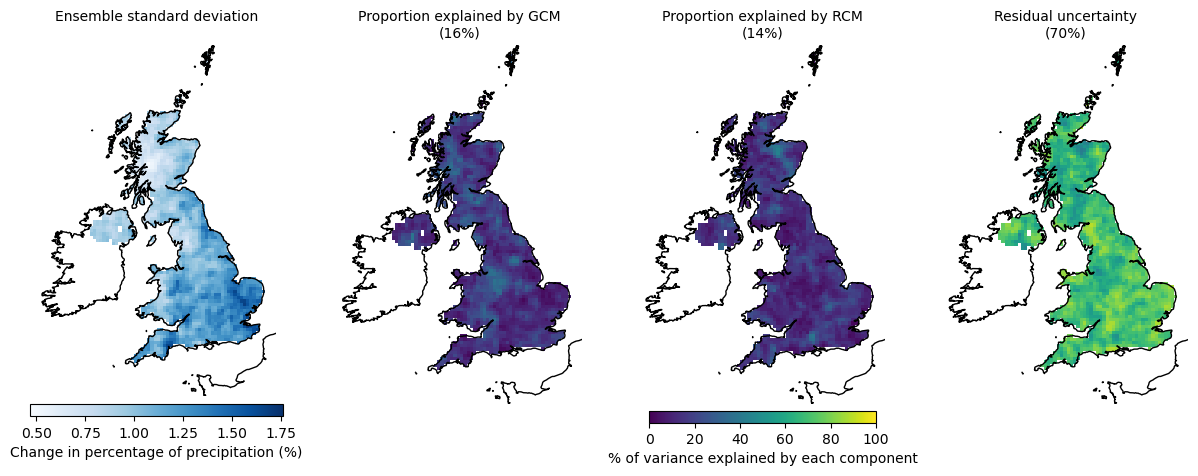 Ensemble standard deviation
Proportion explained by GCM
(16%)
Proportion explained by RCM
(14%)
Residual uncertainty
(70%)
0.50 0.75 1.00 1.25 1.50 1.75
Change in percentage of precipitation (%)
0 20 40 60 80 100
% of variance explained by each component